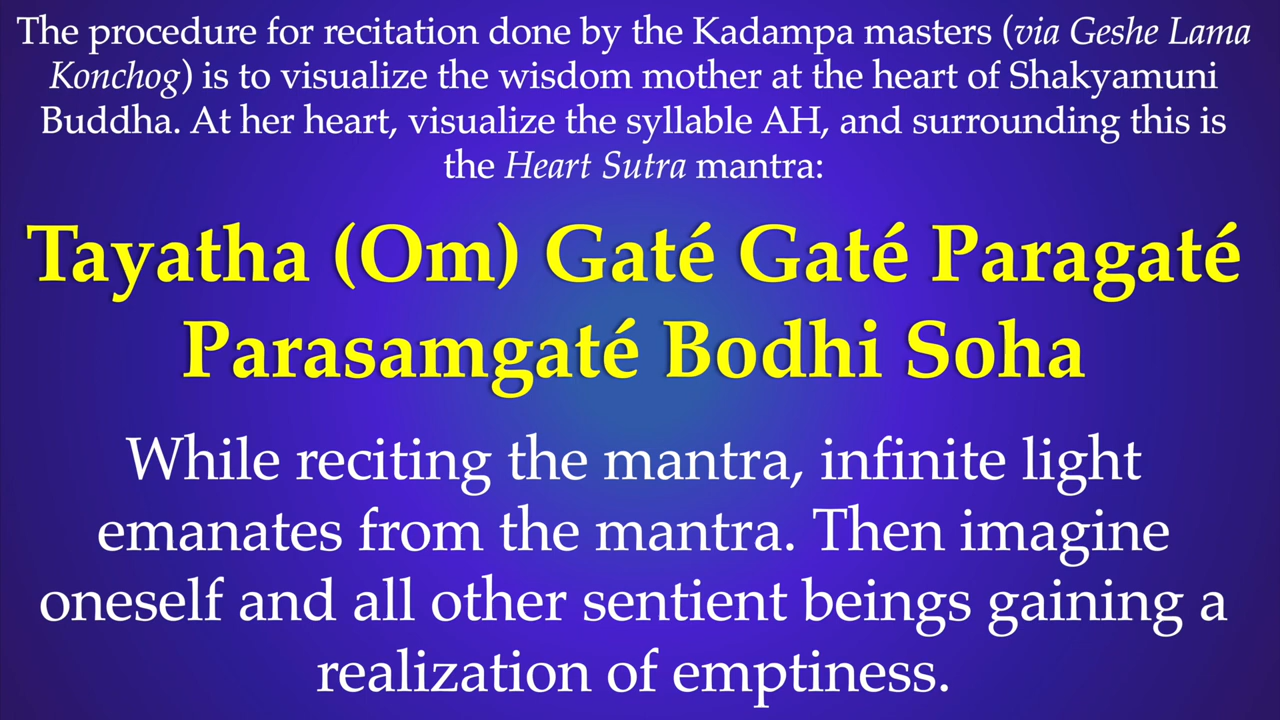 The procedure for recitation done by the Kadampa masters (via Geshe Lama
Konchog) is to visualize the wisdom mother at the heart of Shakyamuni
Buddha. At her heart, visualize the syllable AH, and surrounding this is
the Heart Sutra mantra:
Tayatha (Om) Gaté Gaté Paragaté
Parasamgaté Bodhi Soha
While reciting the mantra, infinite light
emanates from the mantra. Then imagine
oneself and all other sentient beings gaining a
realization of emptiness.